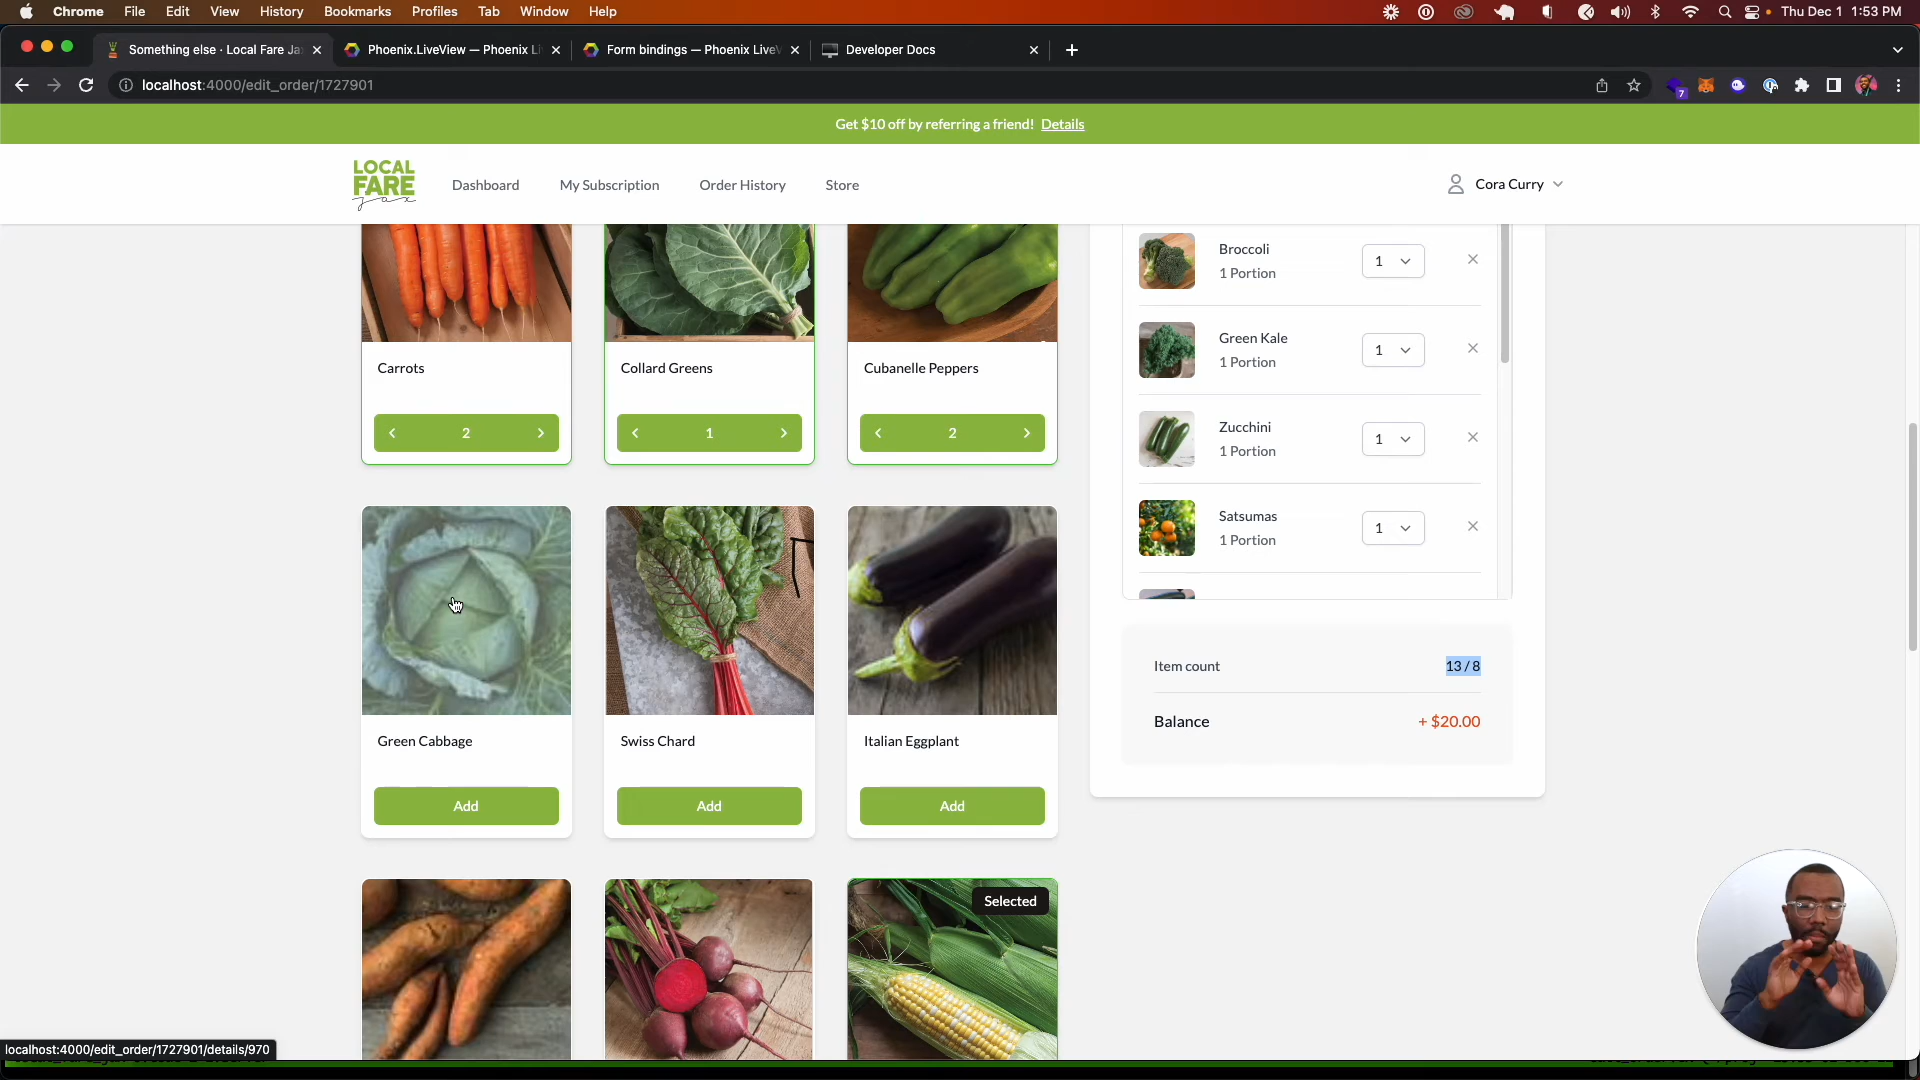 Chrome File Edit View History Bookmarks Profiles Tab Window Help
Thu Dec 1 1:53 PM
Something else · Local Fare Ja
Phoenix.LiveView — Phoenix Li
Form bindings — Phoenix LiveV
Developer Docs
localhost:4000/edit_order/1727901
7
Get $10 off by referring a friend! Details
LOCAL
FARE
jax
Dashboard My Subscription Order History Store
Cora Curry
Carrots
2
Collard Greens
1
Cubanelle Peppers
2
Green Cabbage
Add
Swiss Chard
Add
Italian Eggplant
Add
Selected
Broccoli
1 Portion
1
Green Kale
1 Portion
1
Zucchini
1 Portion
1
Satsumas
1 Portion
1
Item count 13 / 8
Balance + $20.00
localhost:4000/edit_order/1727901/details/970